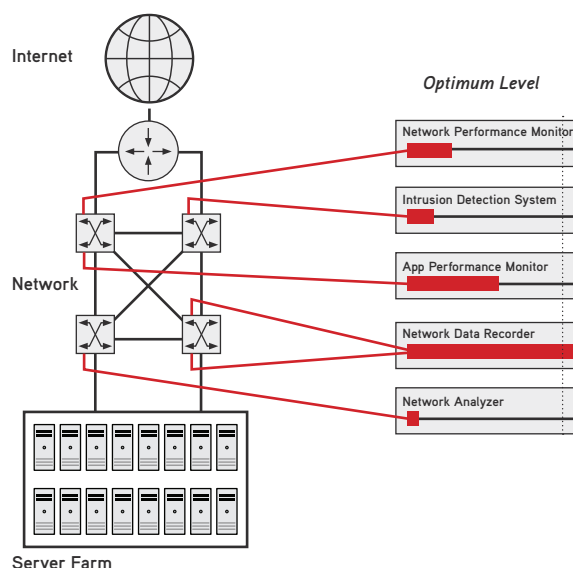 Internet
Optimum Level
Network Performance Monitor
Intrusion Detection System
App Performance Monitor
Network
Network Data Recorder
Network Analyzer
Server Farm